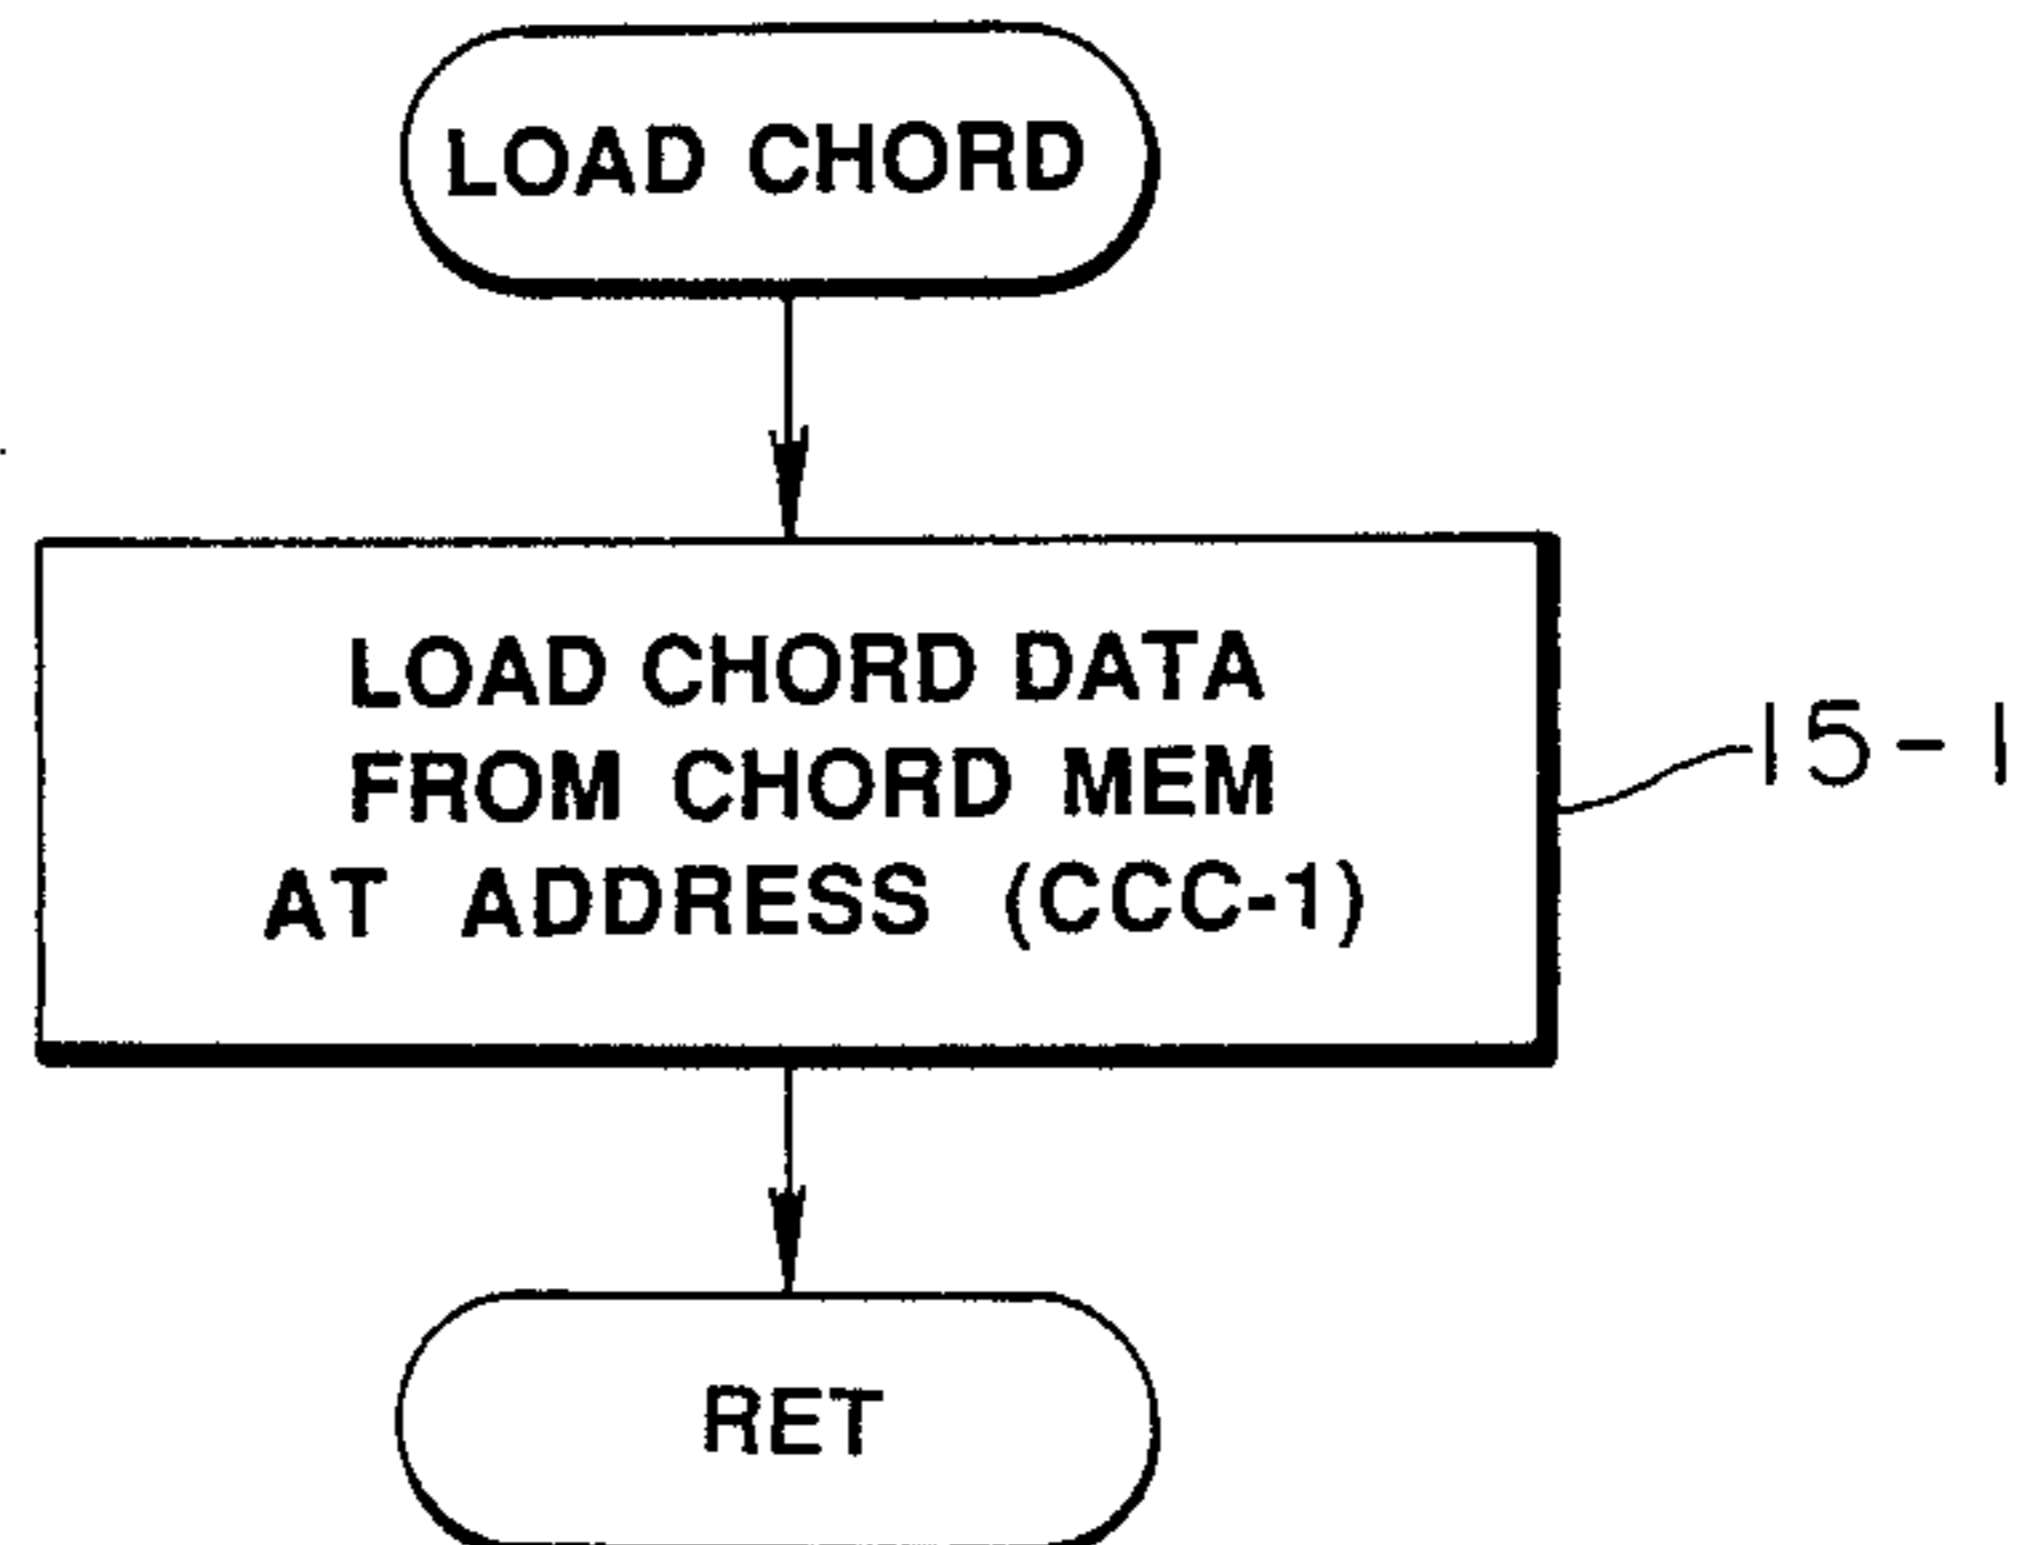 LOAD CHORD
LOAD CHORD DATA
FROM CHORD MEM
AT ADDRESS (CCC-1)
15-1
RET